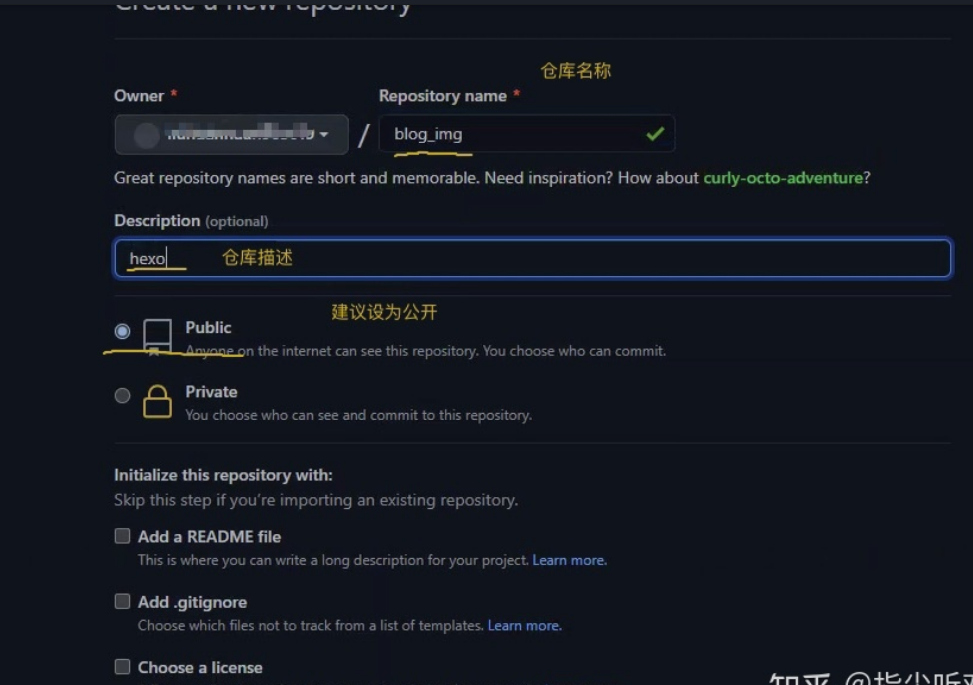 Create a new repository
仓库名称
Owner *
Repository name *
/
blog_img
Great repository names are short and memorable. Need inspiration? How about curly-octo-adventure?
Description (optional)
hexo 仓库描述
建议设为公开
Public
Anyone on the internet can see this repository. You choose who can commit.
Private
You choose who can see and commit to this repository.
Initialize this repository with:
Skip this step if you're importing an existing repository.
Add a README file
This is where you can write a long description for your project. Learn more.
Add .gitignore
Choose which files not to track from a list of templates. Learn more.
Choose a license
知乎 @指尖听